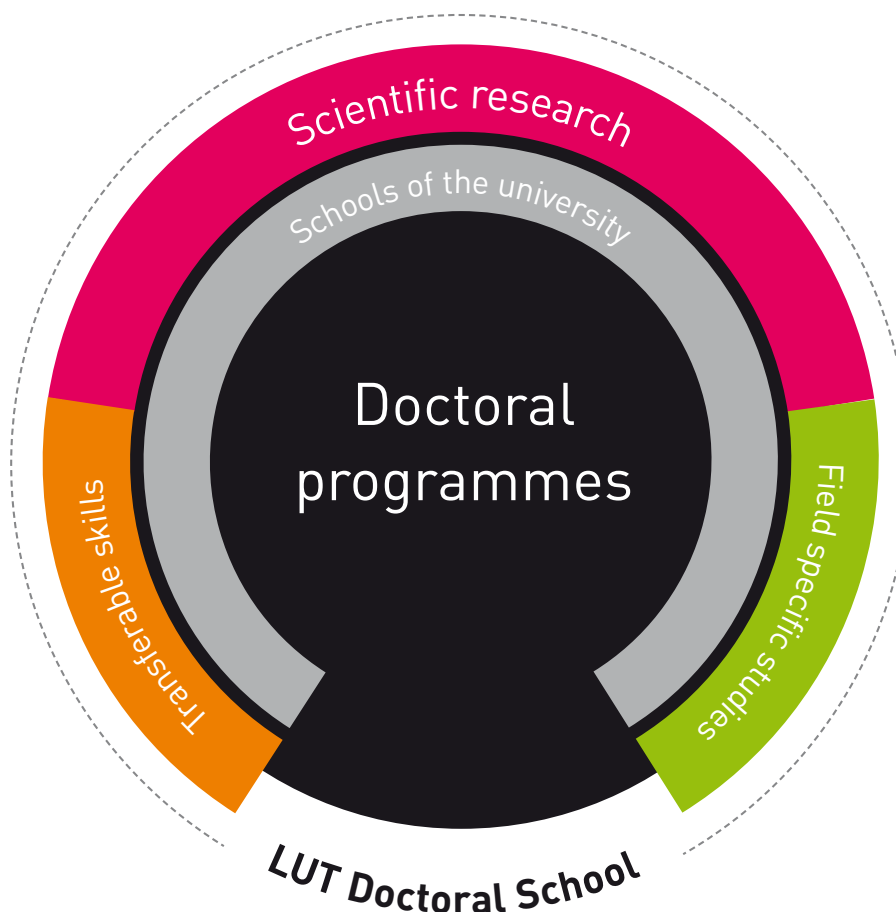 Scientific research
Schools of the university
Doctoral
programmes
Transferable skills
Field specific studies
LUT Doctoral School